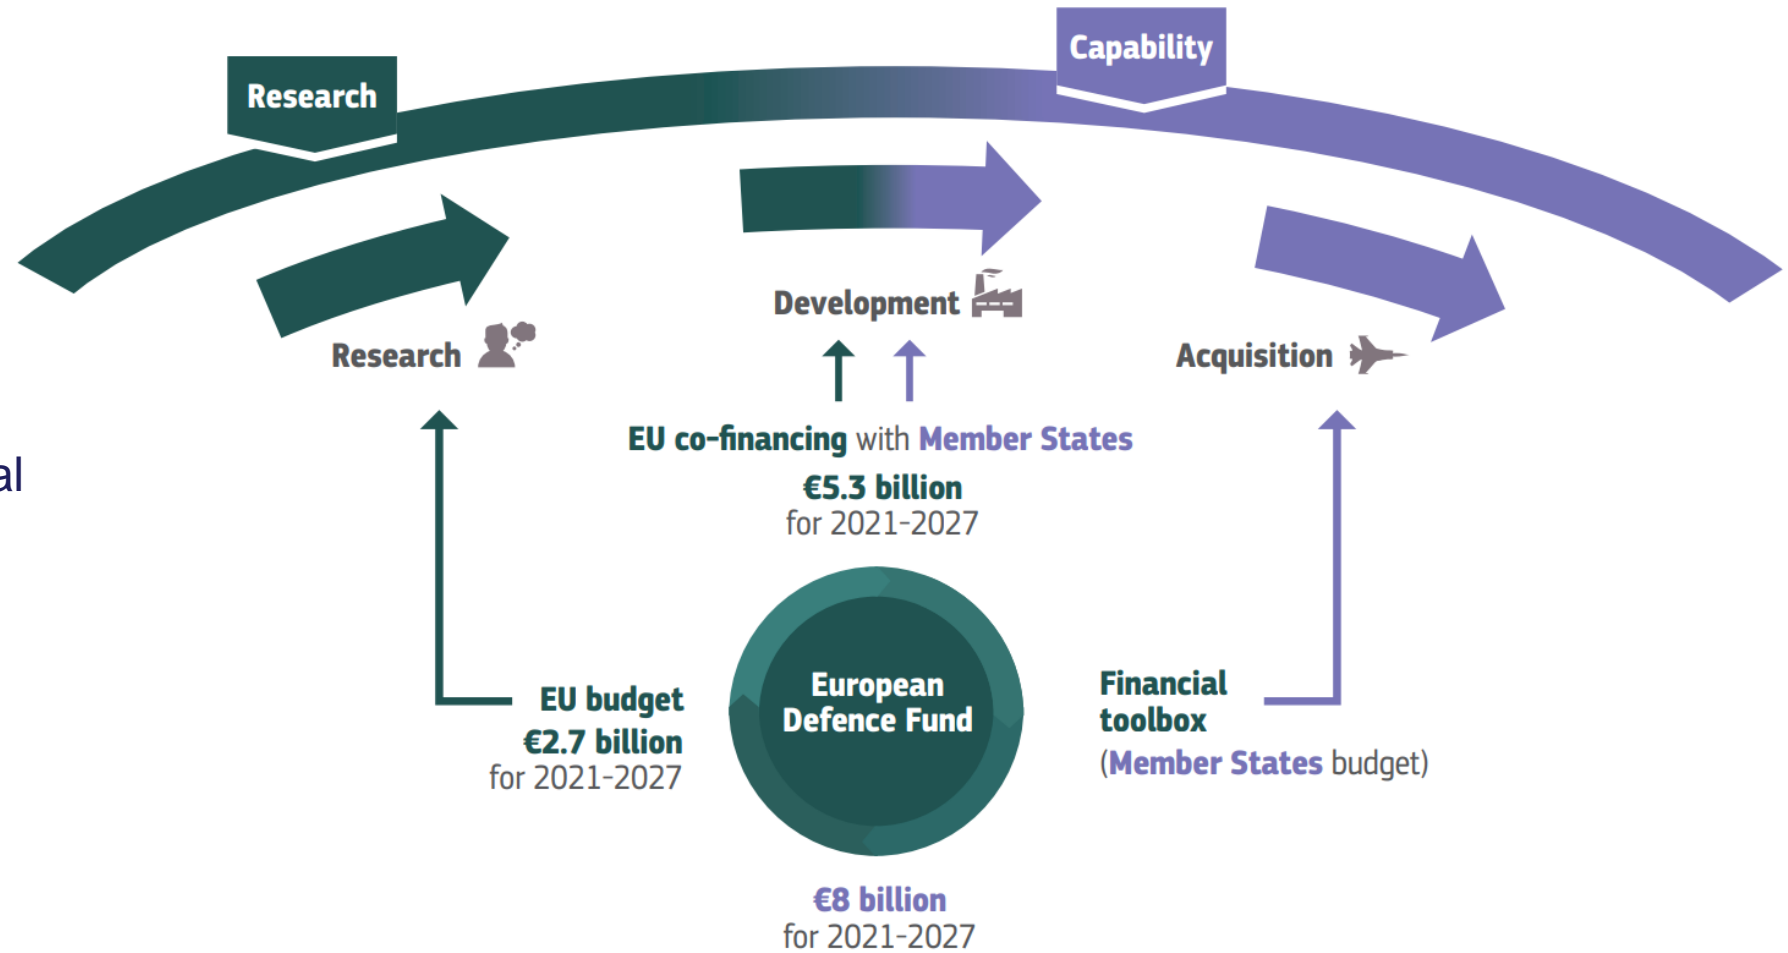 Capability
Research
Development
Research
Acquisition
EU co-financing with Member States
€5.3 billion
for 2021-2027
al
EU budget
€2.7 billion
for 2021-2027
European
Defence Fund
Financial
toolbox
(Member States budget)
€8 billion
for 2021-2027